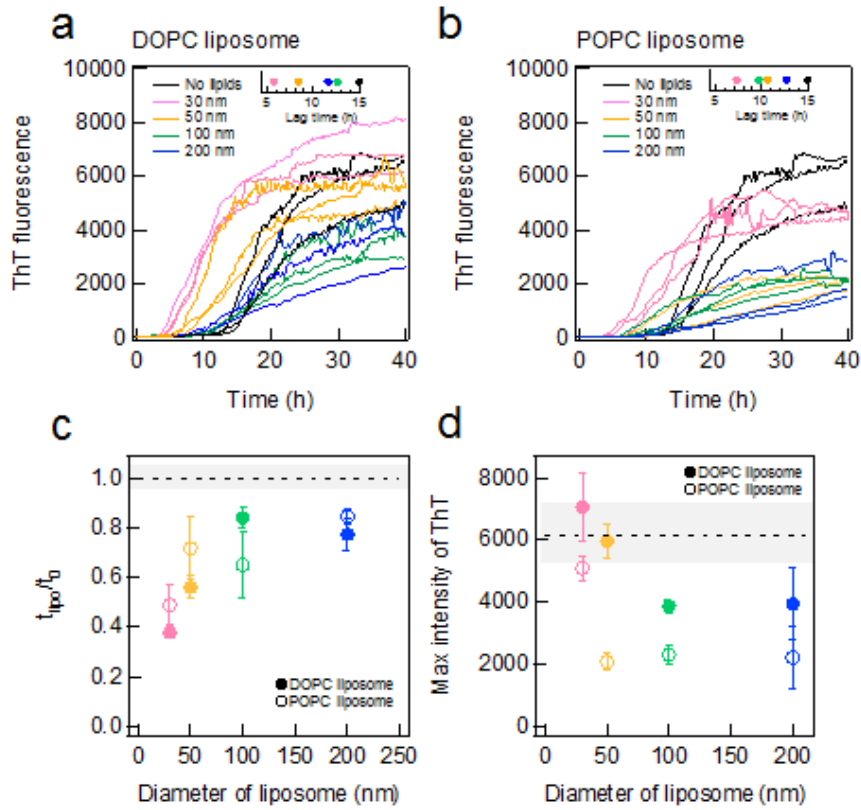 a
DOPC liposome
10000
8000
6000
4000
2000
0
ThT fluorescence
No lipids
30 nm
50 nm
100 nm
200 nm
5 10 15
Lag time (h)
0 10 20 30 40
Time (h)
b
POPC liposome
10000
8000
6000
4000
2000
0
ThT fluorescence
No lipids
30 nm
50 nm
100 nm
200 nm
5 10 15
Lag time (h)
0 10 20 30 40
Time (h)
c
1.0
0.8
0.6
0.4
0.2
0.0
tlipo/t0
DOPC liposome
POPC liposome
0 50 100 150 200 250
Diameter of liposome (nm)
d
8000
6000
4000
2000
0
Max intensity of ThT
DOPC liposome
POPC liposome
0 50 100 150 200
Diameter of liposome (nm)